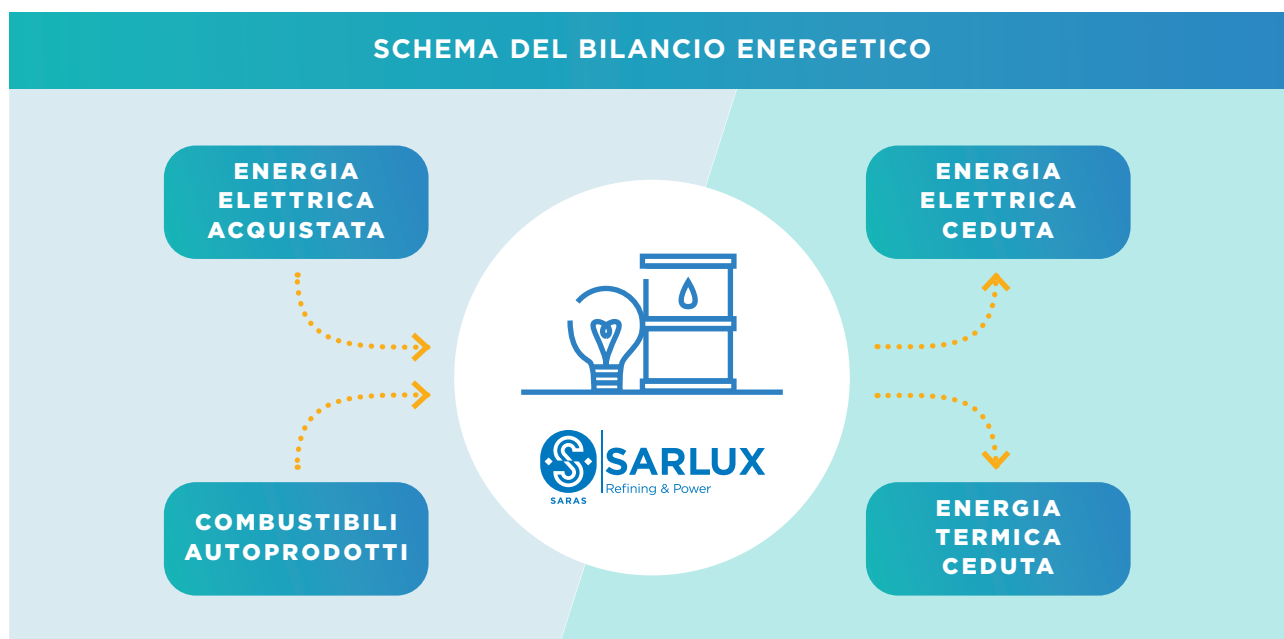 SCHEMA DEL BILANCIO ENERGETICO
ENERGIA
ELETTRICA
ACQUISTATA
COMBUSTIBILI
AUTOPRODOTTI
SARAS
SARLUX
Refining & Power
ENERGIA
ELETTRICA
CEDUTA
ENERGIA
TERMICA
CEDUTA